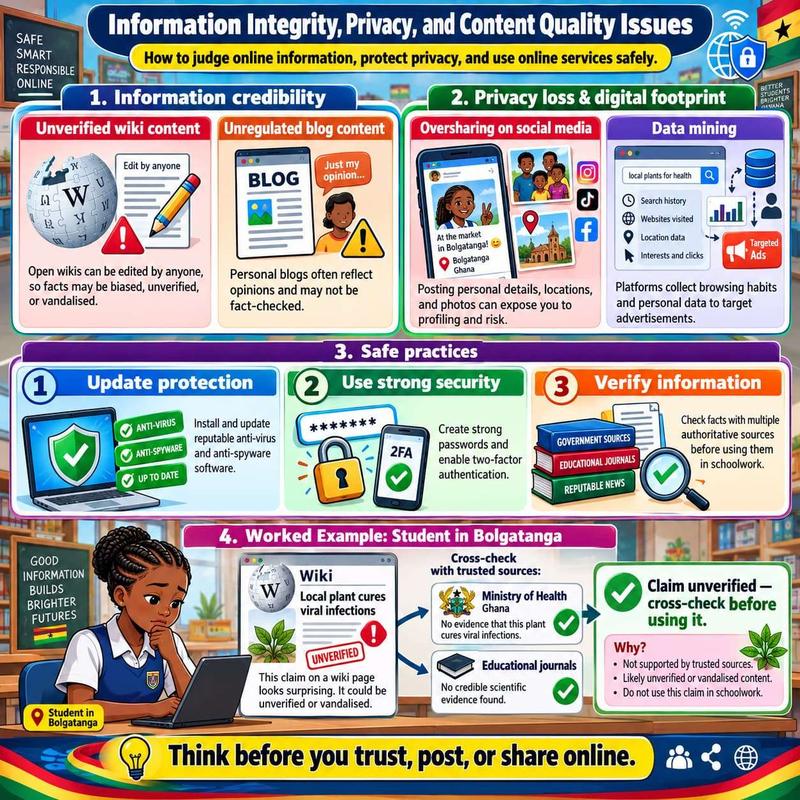 SAFE
SMART
RESPONSIBLE
ONLINE
Information Integrity, Privacy, and Content Quality Issues
How to judge online information, protect privacy, and use online services safely.
BETTER
STUDENTS
BRIGHTER
1. Information credibility
Unverified wiki content
W
Edit by anyone
Open wikis can be edited by anyone,
so facts may be biased, unverified,
or vandalised.
Unregulated blog content
BLOG
Just my
opinion...
Personal blogs often reflect
opinions and may not be
fact-checked.
2. Privacy loss & digital footprint
Oversharing on social media
At the market
in Bolgatanga!
Bolgatanga
Ghana
Posting personal details, locations,
and photos can expose you to
profiling and risk.
Data mining
local plants for health
Search history
Websites visited
Location data
Interests and clicks
Targeted
Ads
Platforms collect browsing habits
and personal data to target
advertisements.
3. Safe practices
1 Update protection
ANTI-VIRUS
ANTI-SPYWARE
UP TO DATE
Install and update
reputable anti-virus
and anti-spyware
software.
2 Use strong security
*******
2FA
Create strong
passwords and
enable two-factor
authentication.
3 Verify information
GOVERNMENT SOURCES
EDUCATIONAL JOURNALS
REPUTABLE NEWS
Check facts with multiple
authoritative sources
before using them
in schoolwork.
4. Worked Example: Student in Bolgatanga
GOOD
INFORMATION
BUILDS
BRIGHTER
FUTURES
Student in
Bolgatanga
W
Wiki
Local plant cures
viral infections
UNVERIFIED
This claim on a wiki page
looks surprising. It could be
unverified or vandalised.
Cross-check
with trusted sources:
Ministry of Health
Ghana
No evidence that this plant
cures viral infections.
Educational journals
No credible scientific
evidence found.
Claim unverified —
cross-check before
using it.
Why?
• Not supported by trusted sources.
• Likely unverified or vandalised content.
• Do not use this claim in schoolwork.
Think before you trust, post, or share online.